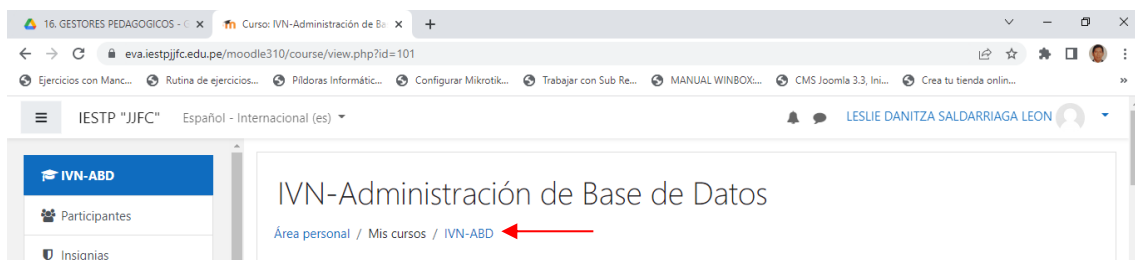 16. GESTORES PEDAGOGICOS - G
Curso: IVN-Administración de Ba
eva.iestpjjfc.edu.pe/moodle310/course/view.php?id=101
Ejercicios con Manc... Rutina de ejercicios... Píldoras Informátic... Configurar Mikrotik... Trabajar con Sub Re... MANUAL WINBOX:... CMS Joomla 3.3, Ini... Crea tu tienda onlin... »
IESTP "JJFC" Español - Internacional (es) LESLIE DANITZA SALDARRIAGA LEON
IVN-ABD
Participantes
Insignias
IVN-Administración de Base de Datos
Área personal / Mis cursos / IVN-ABD